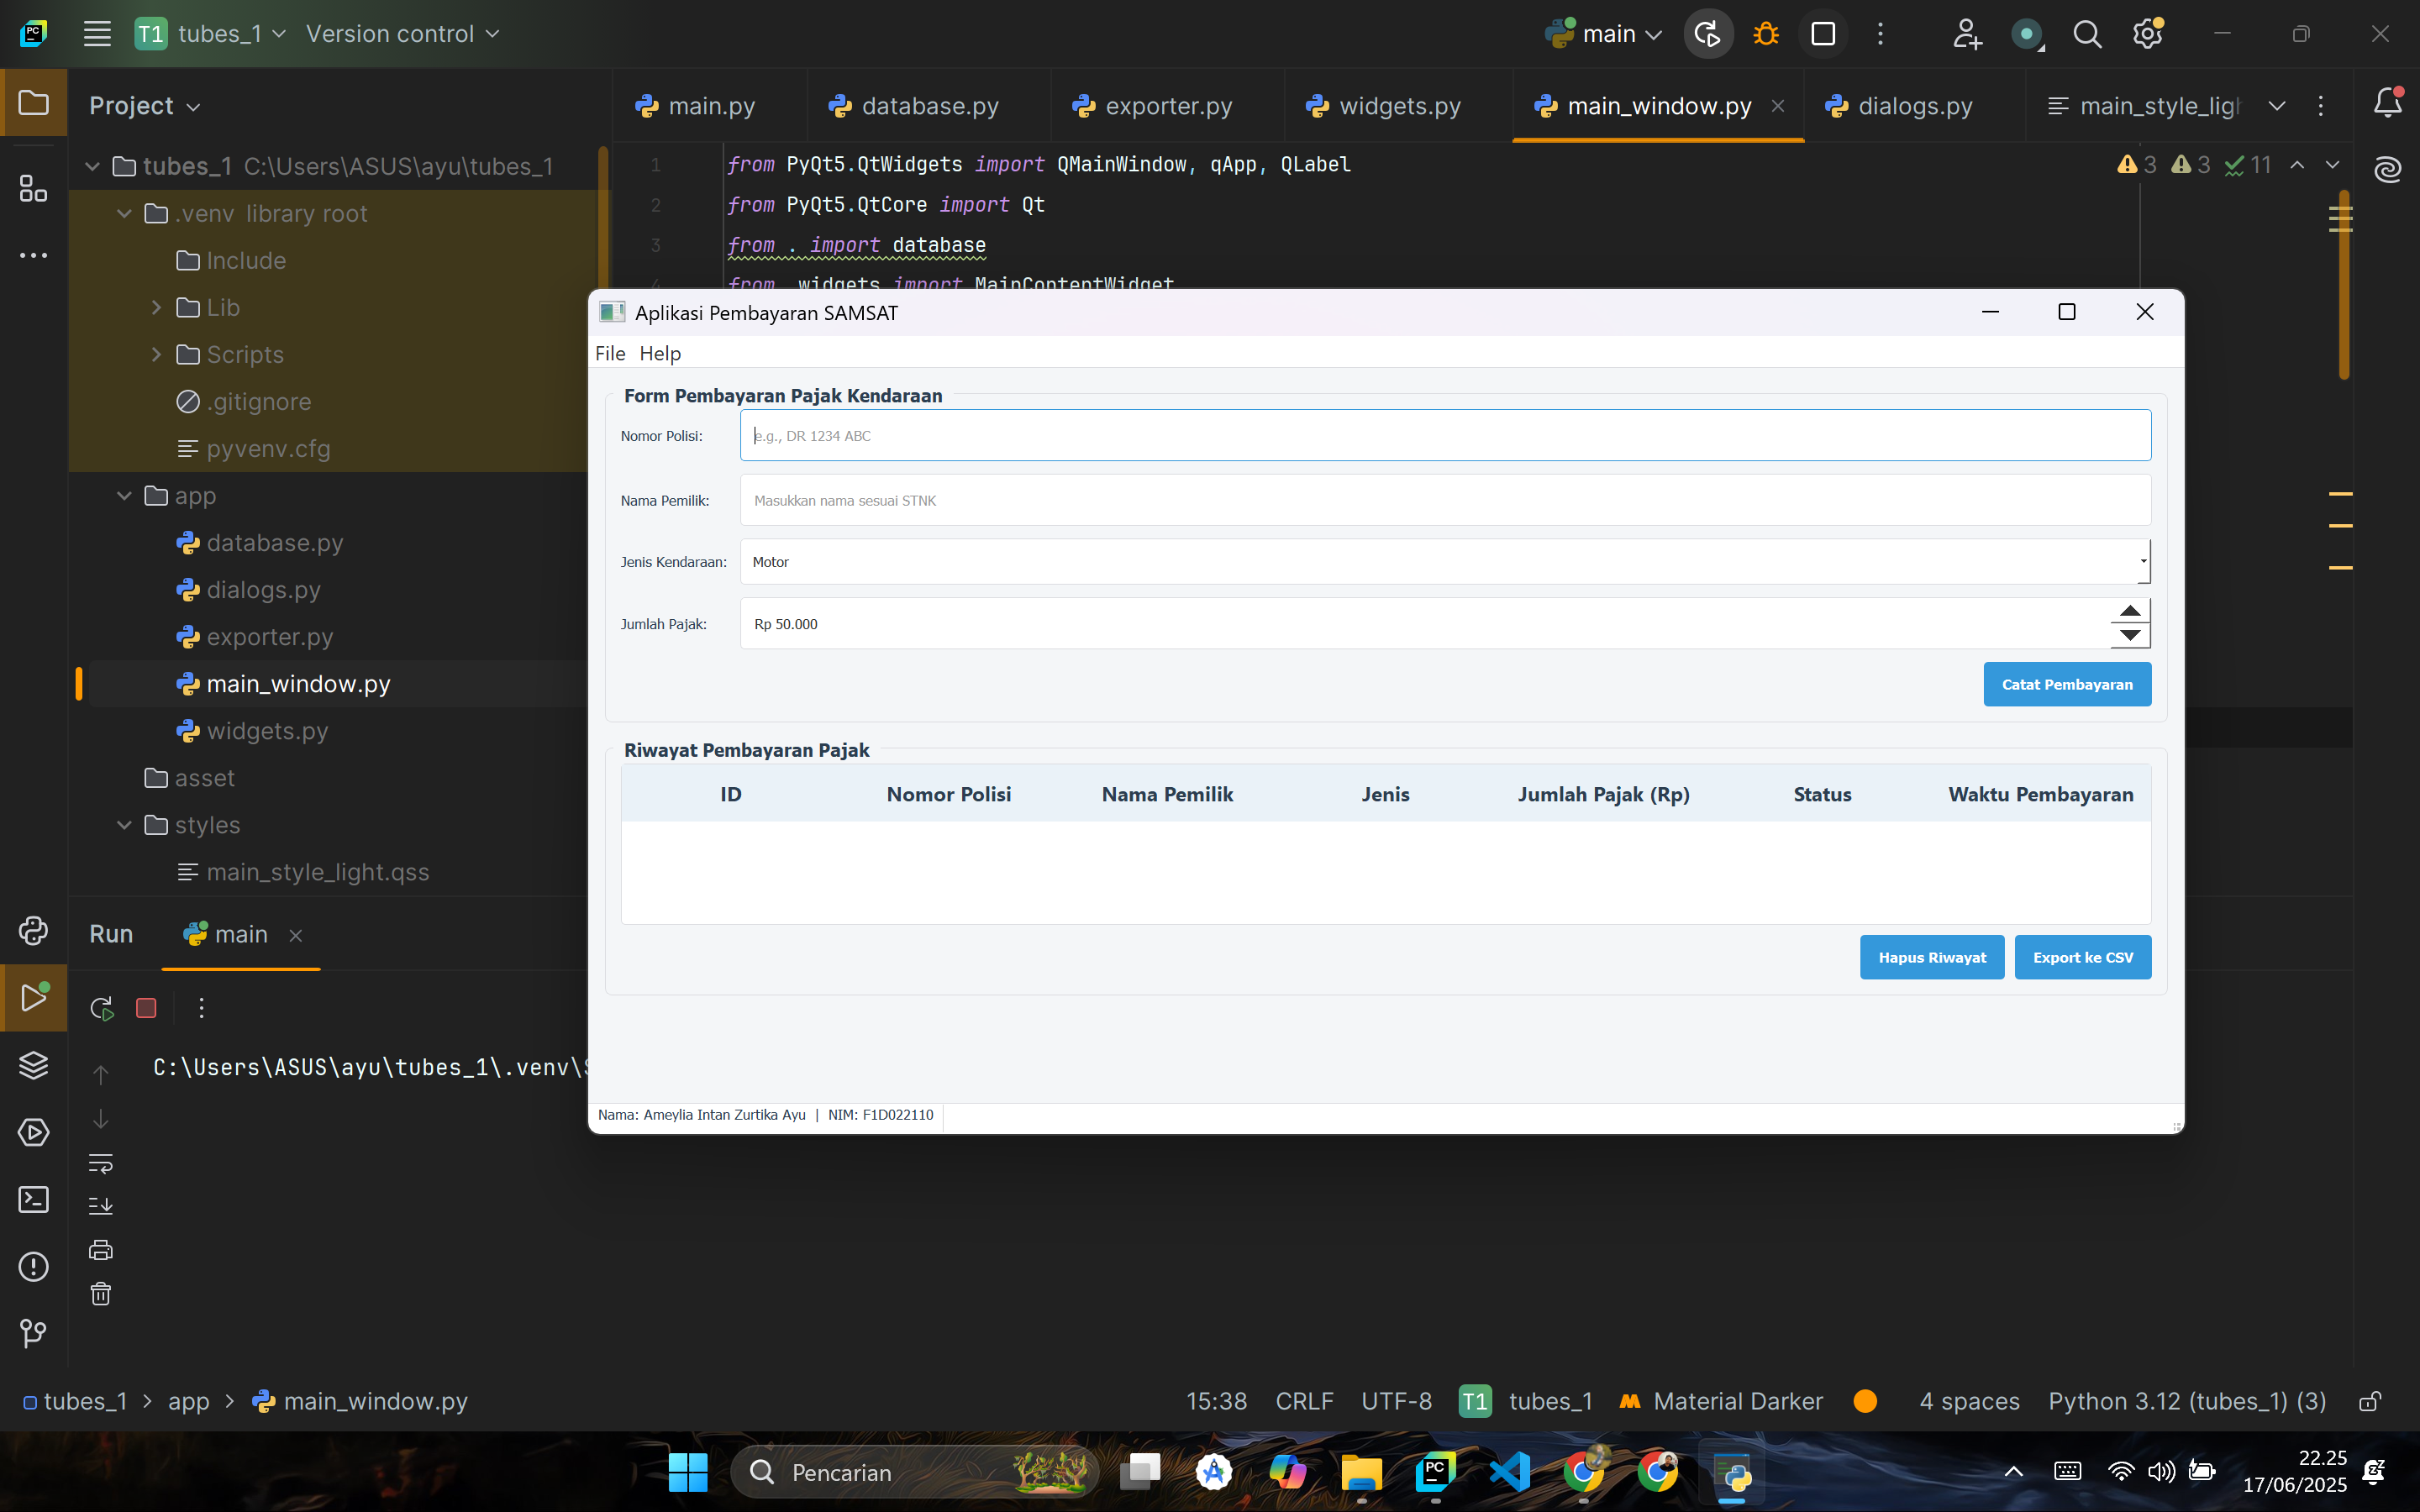 T1 tubes_1 Version control main
Project
main.py database.py exporter.py widgets.py main_window.py dialogs.py main_style_ligh
tubes_1 C:\Users\ASUS\ayu\tubes_1
.venv library root
Include
Lib
Scripts
.gitignore
pyvenv.cfg
app
database.py
dialogs.py
exporter.py
main_window.py
widgets.py
asset
styles
main_style_light.qss
1 from PyQt5.QtWidgets import QMainWindow, qApp, QLabel
2 from PyQt5.QtCore import Qt
3 from . import database
4 from .widgets import MainContentWidget
3 3 11
Aplikasi Pembayaran SAMSAT
File Help
Form Pembayaran Pajak Kendaraan
Nomor Polisi: e.g., DR 1234 ABC
Nama Pemilik: Masukkan nama sesuai STNK
Jenis Kendaraan: Motor
Jumlah Pajak: Rp 50.000
Catat Pembayaran
Riwayat Pembayaran Pajak
ID Nomor Polisi Nama Pemilik Jenis Jumlah Pajak (Rp) Status Waktu Pembayaran
Hapus Riwayat Export ke CSV
Nama: Ameylia Intan Zurtika Ayu | NIM: F1D022110
Run main
C:\Users\ASUS\ayu\tubes_1\.venv\S
tubes_1 > app > main_window.py
15:38 CRLF UTF-8 T1 tubes_1 Material Darker 4 spaces Python 3.12 (tubes_1) (3)
Pencarian
22.25
17/06/2025